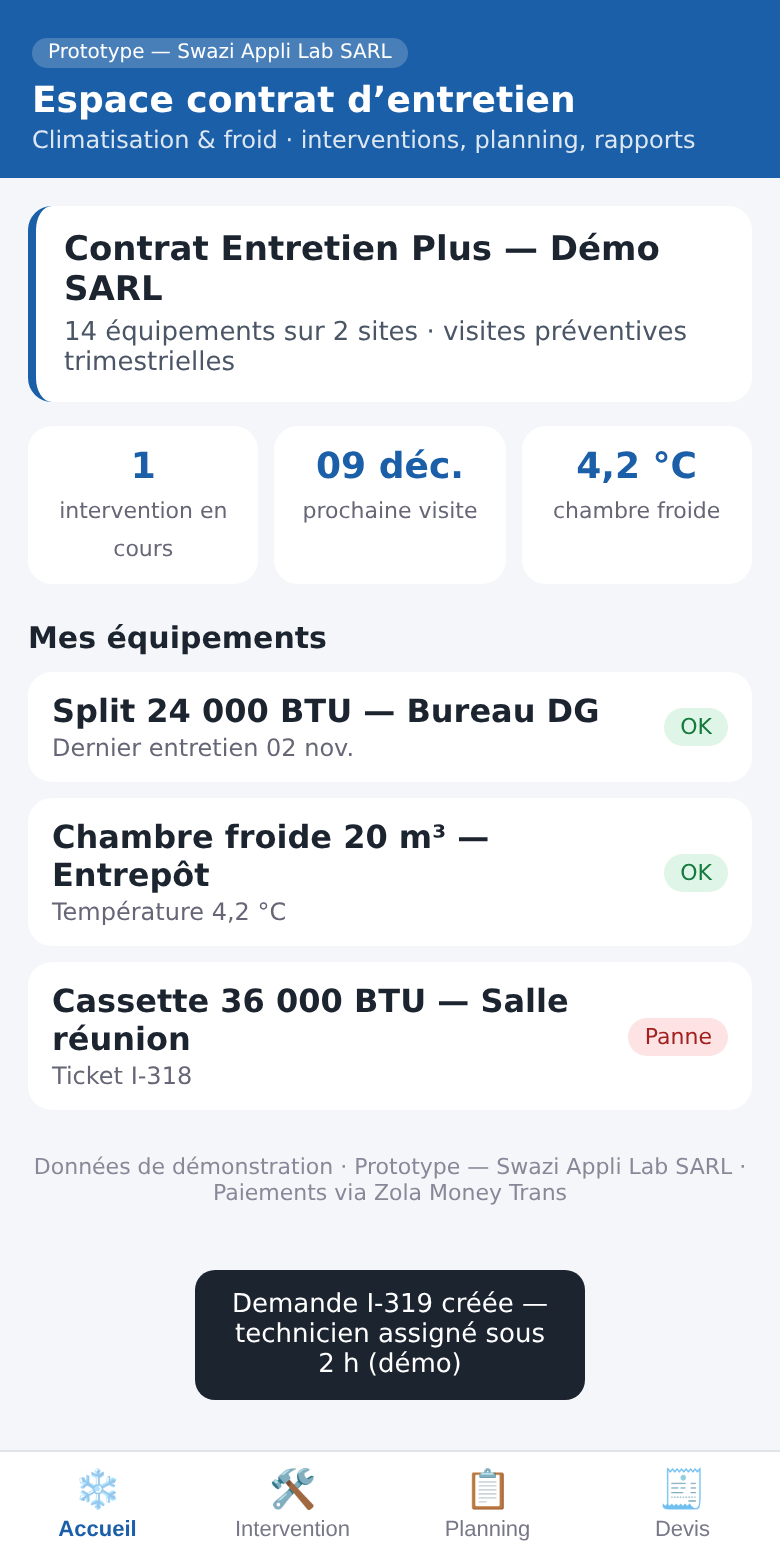 Prototype — Swazi Appli Lab SARL
Espace contrat d’entretien
Climatisation & froid · interventions, planning, rapports
Contrat Entretien Plus — Démo
SARL
14 équipements sur 2 sites · visites préventives
trimestrielles
1
intervention en
cours
09 déc.
prochaine visite
4,2 °C
chambre froide
Mes équipements
Split 24 000 BTU — Bureau DG
Dernier entretien 02 nov.
OK
Chambre froide 20 m³ —
Entrepôt
Température 4,2 °C
OK
Cassette 36 000 BTU — Salle
réunion
Ticket I-318
Panne
Données de démonstration · Prototype — Swazi Appli Lab SARL ·
Paiements via Zola Money Trans
Demande I-319 créée —
technicien assigné sous
2 h (démo)
Accueil
Intervention
Planning
Devis